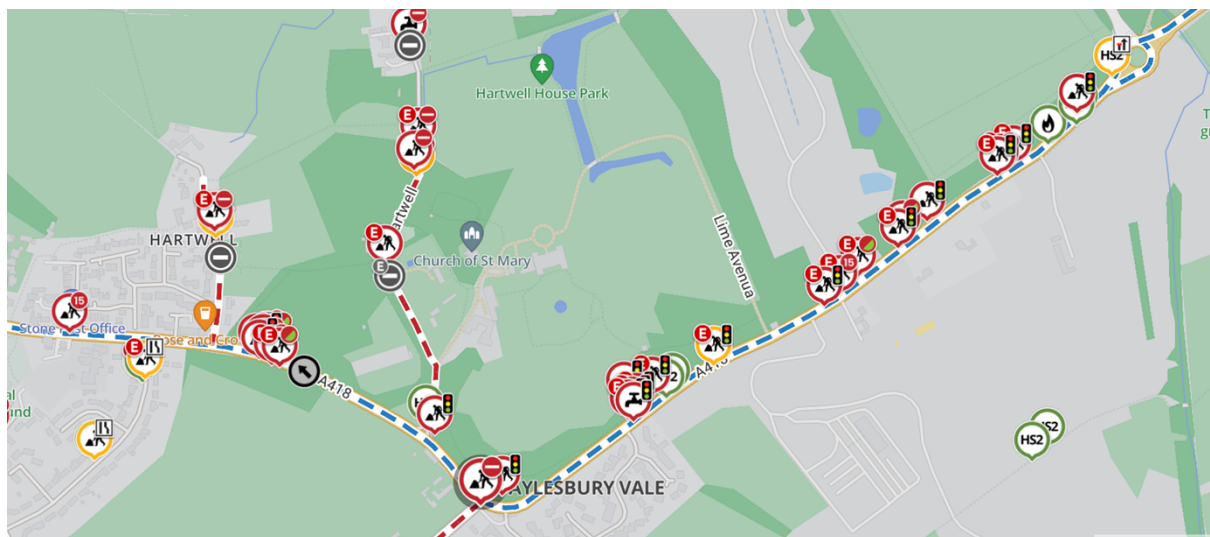 HS2
Hartwell House Park
E
E
E
E
E
E
HARTWELL
Hartwell
E
Church of St Mary
E
Lime Avenua
E
E
15
15
E
Stone Post Office
Rose and Cro
E
E
E
A418
A418
E
HS2
HS2
AYLESBURY VALE